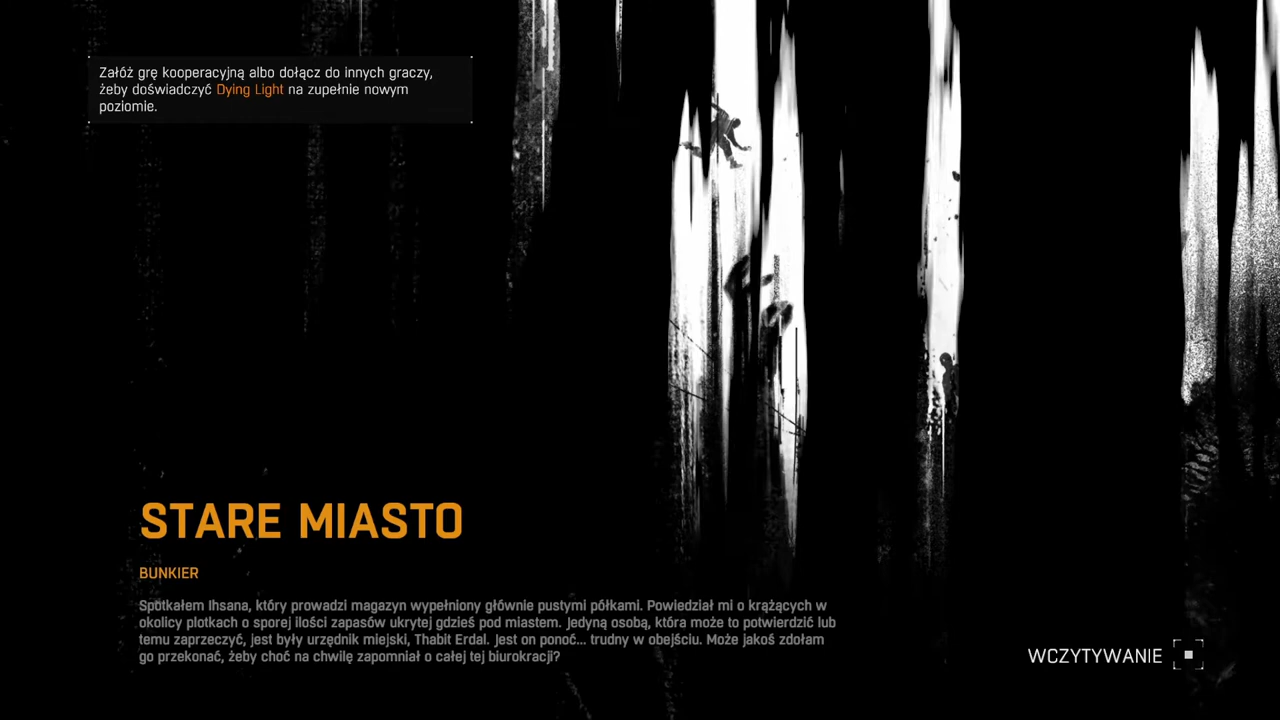 Załóż grę kooperacyjną albo dołącz do innych graczy,
żeby doświadczyć Dying Light na zupełnie nowym
poziomie.
STARE MIASTO
BUNKIER
Spotkałem Ihsana, który prowadzi magazyn wypełniony głównie pustymi półkami. Powiedział mi o krążących w
okolicy plotkach o sporej ilości zapasów ukrytej gdzieś pod miastem. Jedyną osobą, która może to potwierdzić lub
temu zaprzeczyć, jest były urzędnik miejski, Thabit Erdal. Jest on ponoć... trudny w obejściu. Może jakoś zdołam
go przekonać, żeby choć na chwilę zapomniał o całej tej biurokracji?
WCZYTYWANIE